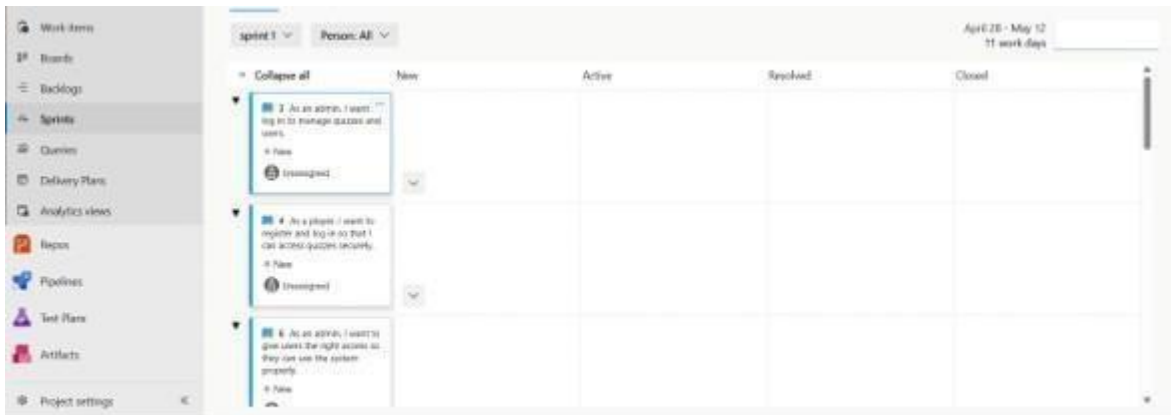 Work items
Boards
Backlogs
Sprints
Queries
Delivery Plans
Analytics views
Repos
Pipelines
Test Plans
Artifacts
Project settings
sprint 1
Person: All
April 28 - May 12
11 work days
Collapse all
New
Active
Resolved
Closed
3 As an admin, I want
log in to manage quizzes and
users.
New
Unassigned
4 As a player, I want to
register and log in so that I
can access quizzes securely.
New
Unassigned
6 As an admin, I want to
give users the right access so
they can use the system
properly.
New